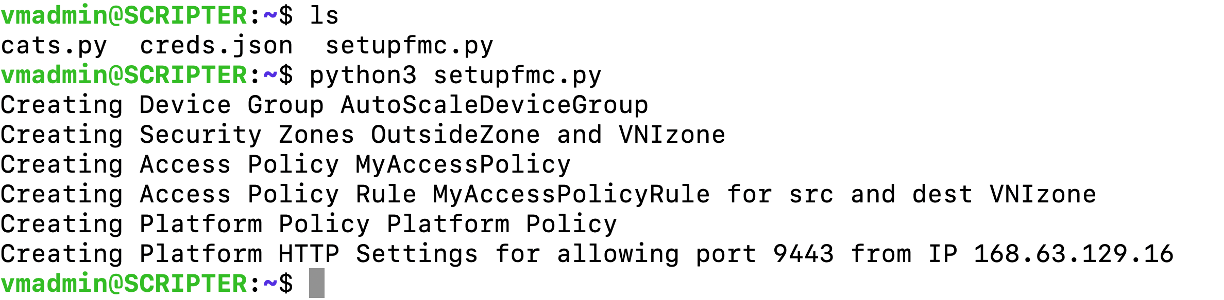 vmadmin@SCRIPTER:~$ ls
cats.py  creds.json  setupfmc.py
vmadmin@SCRIPTER:~$ python3 setupfmc.py
Creating Device Group AutoScaleDeviceGroup
Creating Security Zones OutsideZone and VNIzone
Creating Access Policy MyAccessPolicy
Creating Access Policy Rule MyAccessPolicyRule for src and dest VNIzone
Creating Platform Policy Platform Policy
Creating Platform HTTP Settings for allowing port 9443 from IP 168.63.129.16
vmadmin@SCRIPTER:~$